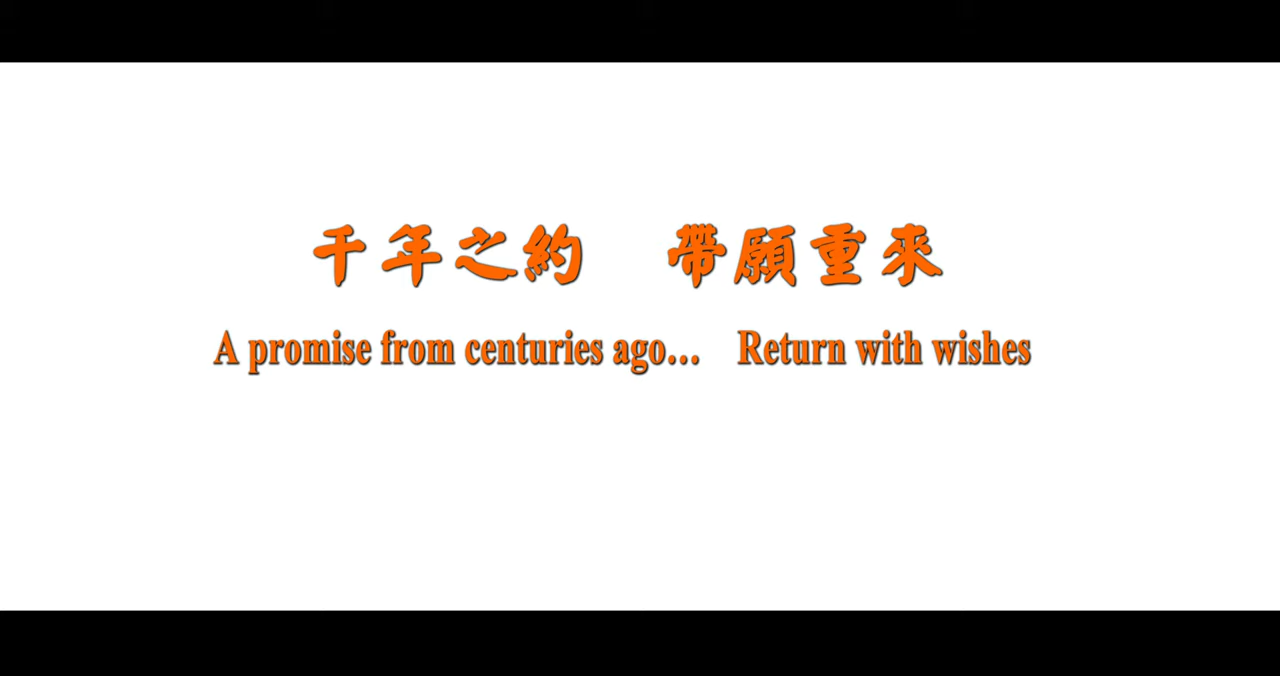 千年之約 帶願重來
A promise from centuries ago... Return with wishes